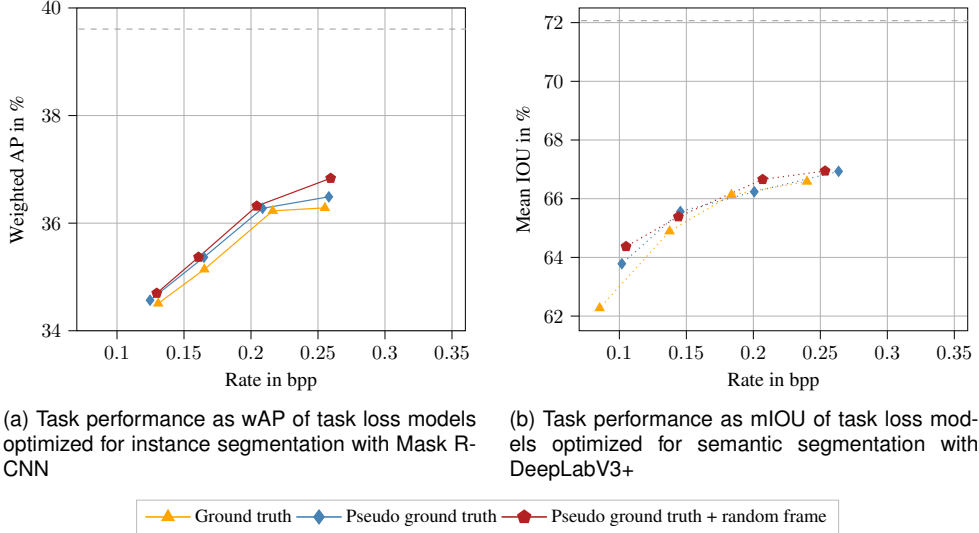 40
38
36
34
Weighted AP in %
0.1 0.15 0.2 0.25 0.3 0.35
Rate in bpp
72
70
68
66
64
62
Mean IOU in %
0.1 0.15 0.2 0.25 0.3 0.35
Rate in bpp
(a) Task performance as wAP of task loss models
optimized for instance segmentation with Mask R-
CNN
(b) Task performance as mIOU of task loss mod-
els optimized for semantic segmentation with
DeepLabV3+
Ground truth Pseudo ground truth Pseudo ground truth + random frame